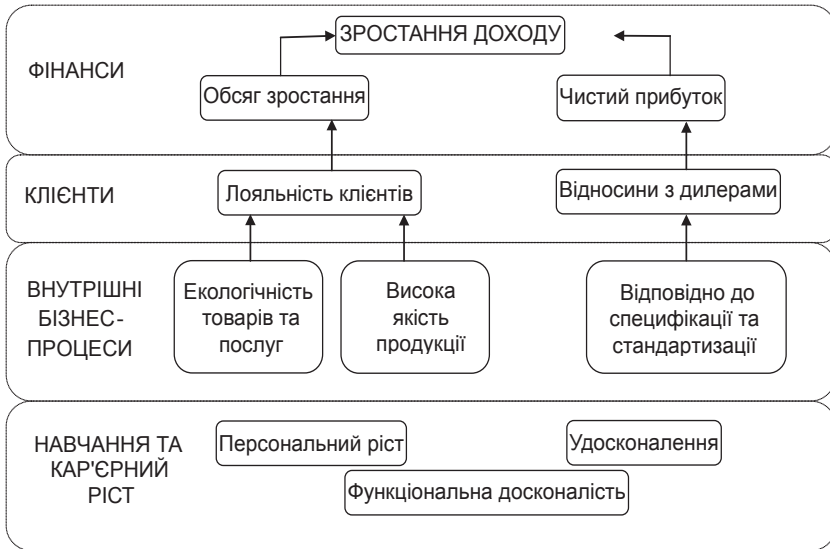 ЗРОСТАННЯ ДОХОДУ
ФІНАНСИ
Обсяг зростання
Чистий прибуток
КЛІЄНТИ
Лояльність клієнтів
Відносини з дилерами
ВНУТРІШНІ
БІЗНЕС-
ПРОЦЕСИ
Екологічність
товарів та
послуг
Висока
якість
продукції
Відповідно до
специфікації та
стандартизації
НАВЧАННЯ ТА
КАР'ЄРНИЙ
РІСТ
Персональний ріст
Удосконалення
Функціональна досконалість